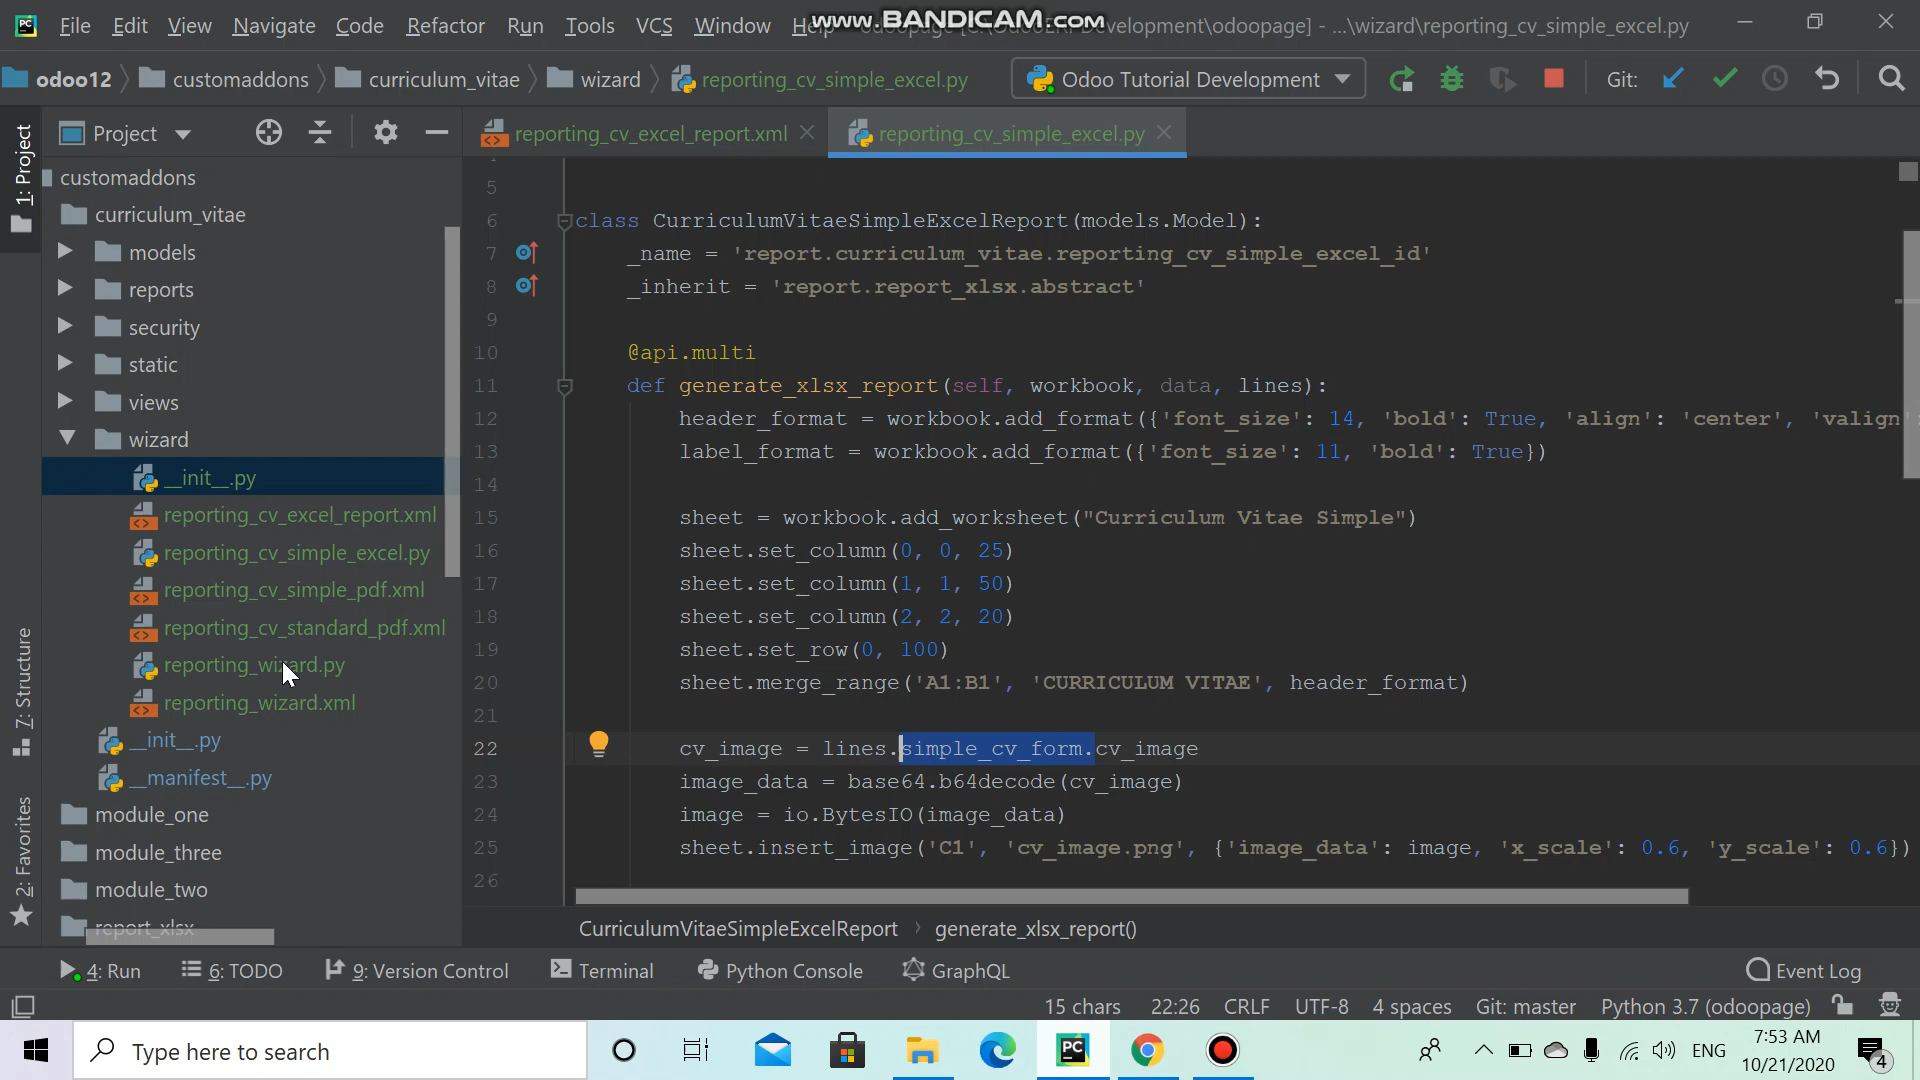 File Edit View Navigate Code Refactor Run Tools VCS Window Help odoopage [C:\OdooERPDevelopment\odoopage] - ...\wizard\reporting_cv_simple_excel.py
www.BANDICAM.com
odoo12 customaddons curriculum_vitae wizard reporting_cv_simple_excel.py Odoo Tutorial Development Git:
1: Project
Project
reporting_cv_excel_report.xml reporting_cv_simple_excel.py
customaddons
curriculum_vitae
models
reports
security
static
views
wizard
__init__.py
reporting_cv_excel_report.xml
reporting_cv_simple_excel.py
reporting_cv_simple_pdf.xml
reporting_cv_standard_pdf.xml
reporting_wizard.py
reporting_wizard.xml
__init__.py
__manifest__.py
module_one
module_three
module_two
report_xlsx
7: Structure
2: Favorites
5
6 class CurriculumVitaeSimpleExcelReport(models.Model):
7 _name = 'report.curriculum_vitae.reporting_cv_simple_excel_id'
8 _inherit = 'report.report_xlsx.abstract'
9
10 @api.multi
11 def generate_xlsx_report(self, workbook, data, lines):
12 header_format = workbook.add_format({'font_size': 14, 'bold': True, 'align': 'center', 'valign'
13 label_format = workbook.add_format({'font_size': 11, 'bold': True})
14
15 sheet = workbook.add_worksheet("Curriculum Vitae Simple")
16 sheet.set_column(0, 0, 25)
17 sheet.set_column(1, 1, 50)
18 sheet.set_column(2, 2, 20)
19 sheet.set_row(0, 100)
20 sheet.merge_range('A1:B1', 'CURRICULUM VITAE', header_format)
21
22 cv_image = lines.simple_cv_form.cv_image
23 image_data = base64.b64decode(cv_image)
24 image = io.BytesIO(image_data)
25 sheet.insert_image('C1', 'cv_image.png', {'image_data': image, 'x_scale': 0.6, 'y_scale': 0.6})
26
CurriculumVitaeSimpleExcelReport generate_xlsx_report()
4: Run 6: TODO 9: Version Control Terminal Python Console GraphQL Event Log
15 chars 22:26 CRLF UTF-8 4 spaces Git: master Python 3.7 (odoopage)
Type here to search
PC
ENG
7:53 AM
10/21/2020
4